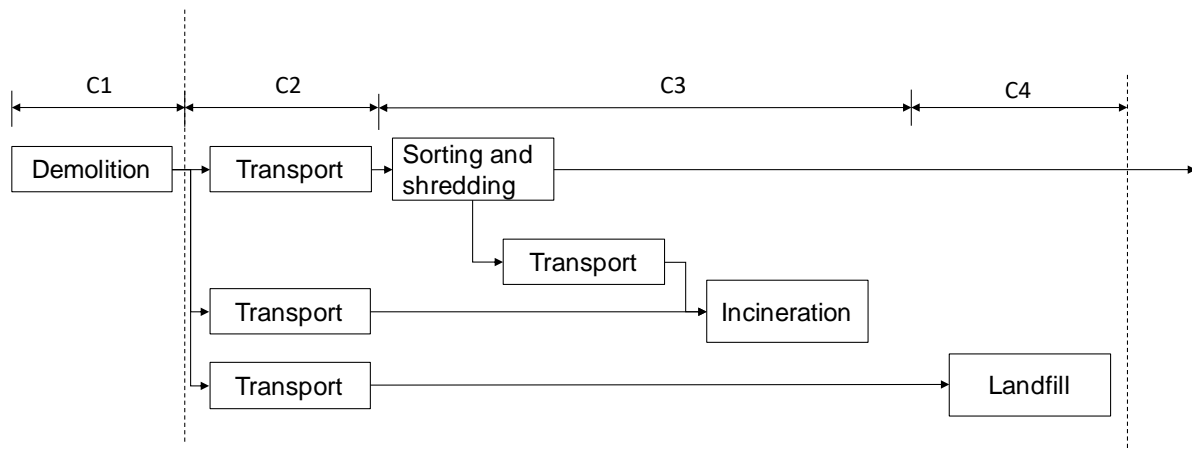 C1
C2
C3
C4
Demolition
Transport
Sorting and
shredding
Transport
Transport
Incineration
Transport
Landfill